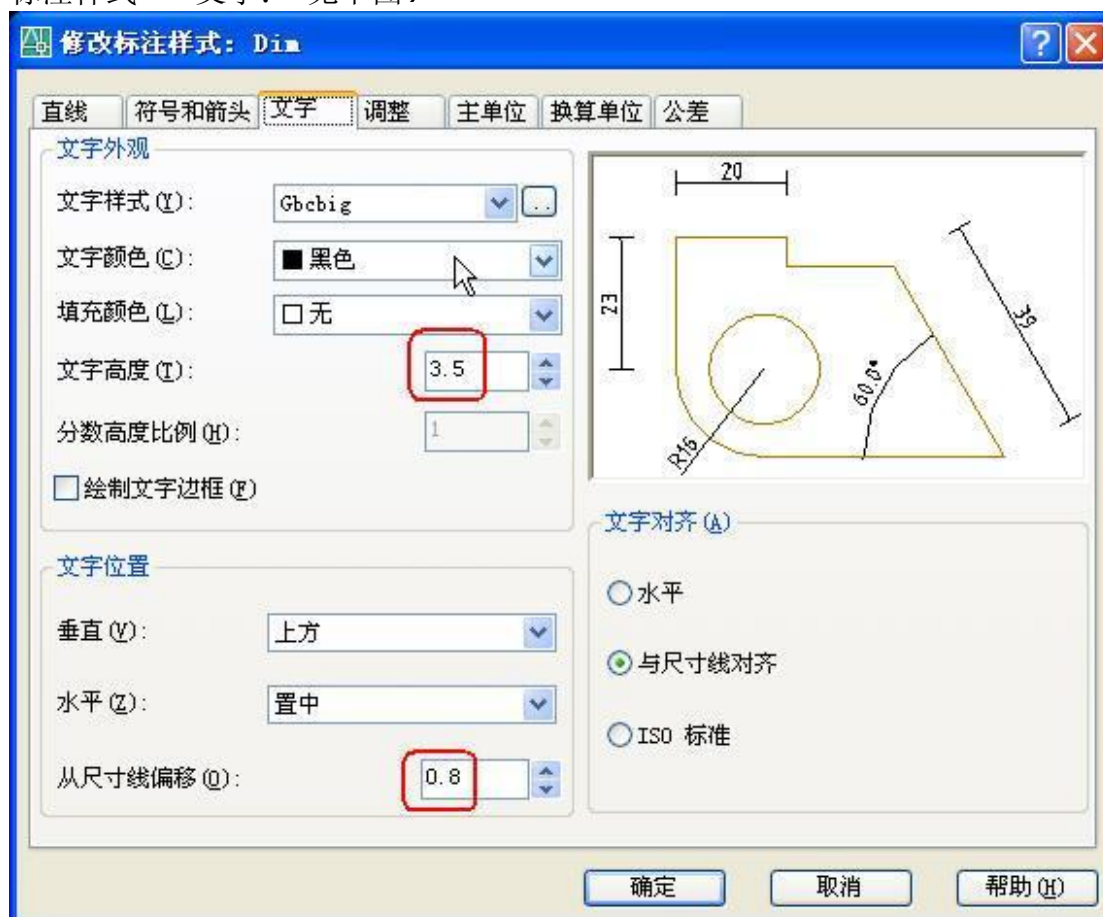 修改标注样式: Dim
直线 符号和箭头 文字 调整 主单位 换算单位 公差
文字外观
文字样式(Y): Gbcbig
文字颜色(C): 黑色
填充颜色(L): 无
文字高度(T): 3.5
分数高度比例(H): 1
绘制文字边框(F)
20
23
39
60.0°
R16
文字位置
垂直(V): 上方
水平(Z): 置中
从尺寸线偏移(O): 0.8
文字对齐(A)
水平
与尺寸线对齐
ISO 标准
确定 取消 帮助(H)